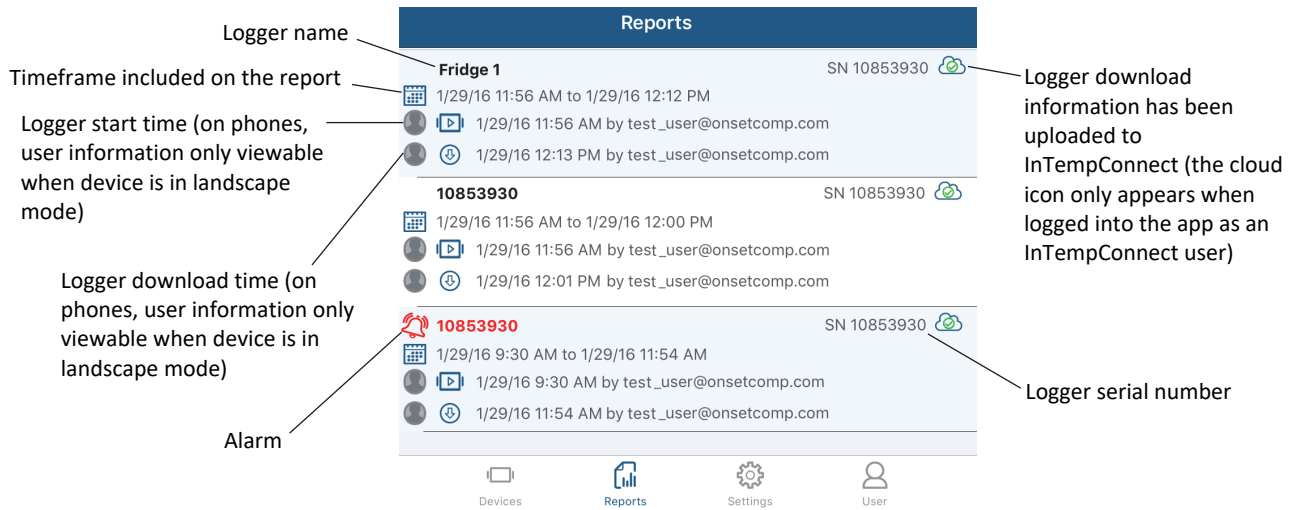 Reports
Logger name
Fridge 1
SN 10853930
Timeframe included on the report
1/29/16 11:56 AM to 1/29/16 12:12 PM
Logger start time (on phones,
user information only viewable
when device is in landscape
mode)
1/29/16 11:56 AM by test_user@onsetcomp.com
1/29/16 12:13 PM by test_user@onsetcomp.com
Logger download
information has been
uploaded to
InTempConnect (the cloud
icon only appears when
logged into the app as an
InTempConnect user)
10853930
SN 10853930
1/29/16 11:56 AM to 1/29/16 12:00 PM
1/29/16 11:56 AM by test_user@onsetcomp.com
1/29/16 12:01 PM by test_user@onsetcomp.com
Logger download time (on
phones, user information only
viewable when device is in
landscape mode)
10853930
SN 10853930
1/29/16 9:30 AM to 1/29/16 11:54 AM
1/29/16 9:30 AM by test_user@onsetcomp.com
1/29/16 11:54 AM by test_user@onsetcomp.com
Logger serial number
Alarm
Devices
Reports
Settings
User